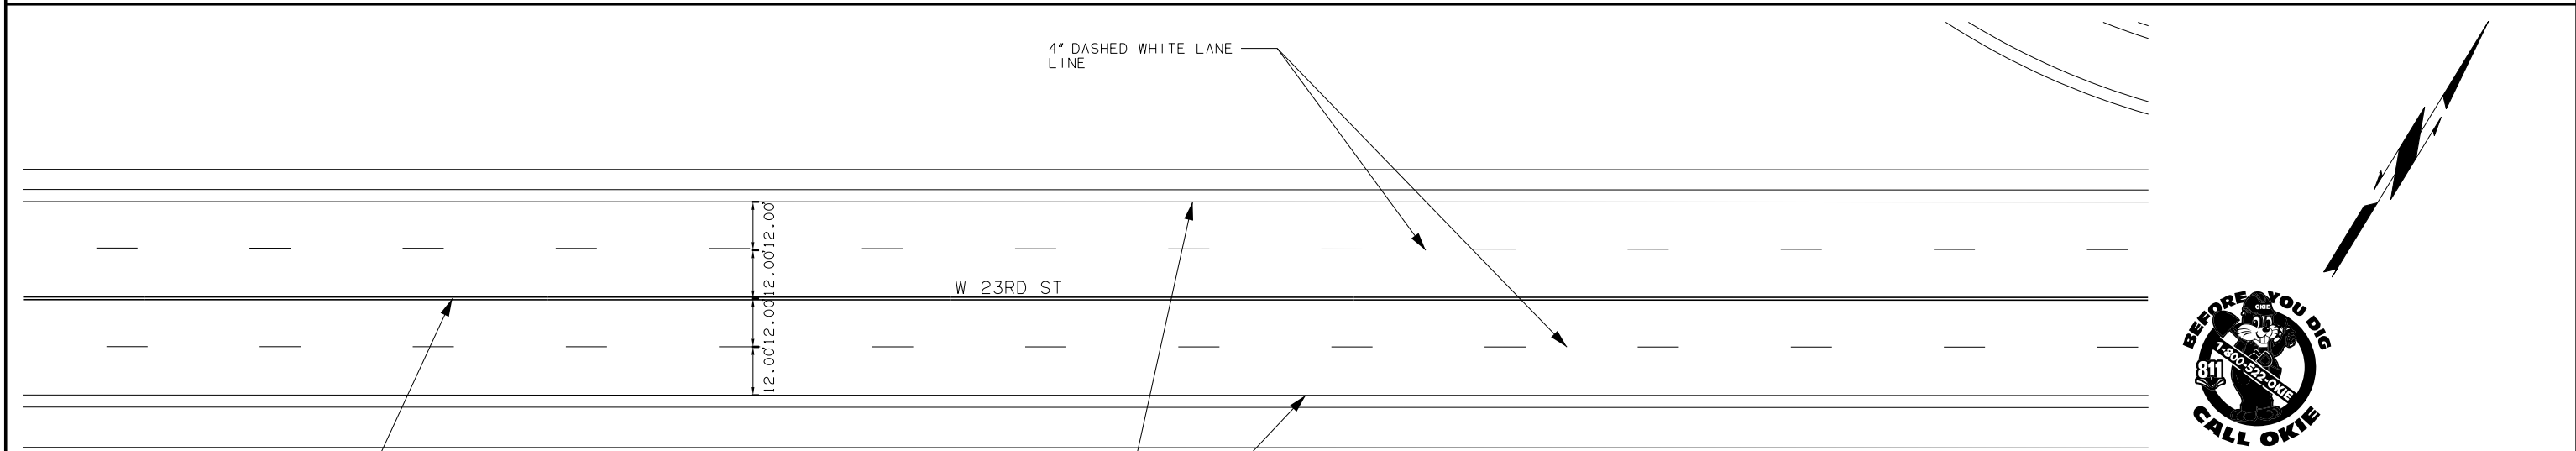 4" DASHED WHITE LANE
LINE
12.00'
12.00'
W 23RD ST
12.00'
12.00'
BEFORE YOU DIG
OKIE
1-800-522-OKIE
811
CALL OKIE